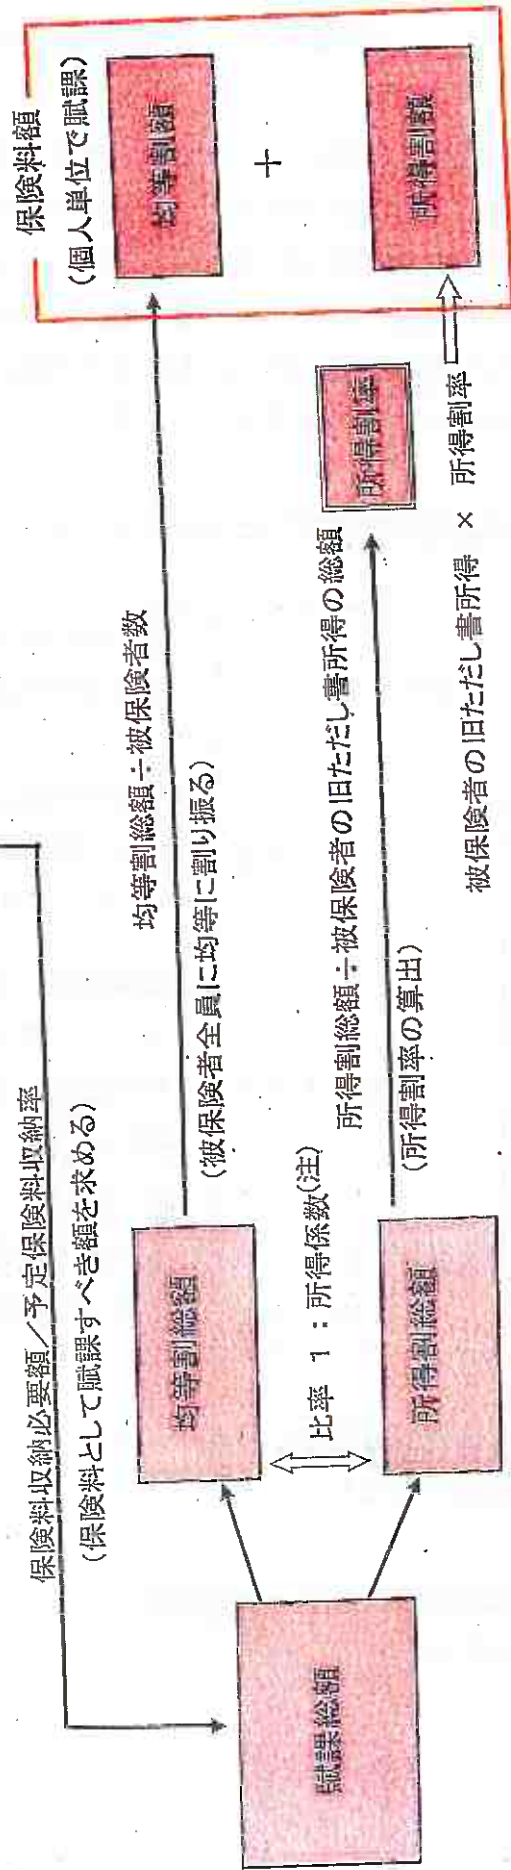 保険料収納必要額／予定保険料収納率
(保険料として賦課すべき額を求める)
賦課総額
均等割総額
比率 1：所得係数(注)
所得割総額
均等割総額÷被保険者数
(被保険者全員に均等に割り振る)
所得割総額÷被保険者の旧ただし書所得の総額
(所得割率の算出)
所得割率
被保険者の旧ただし書所得 × 所得割率
保険料額
(個人単位で賦課)
均等割額
＋
所得割額